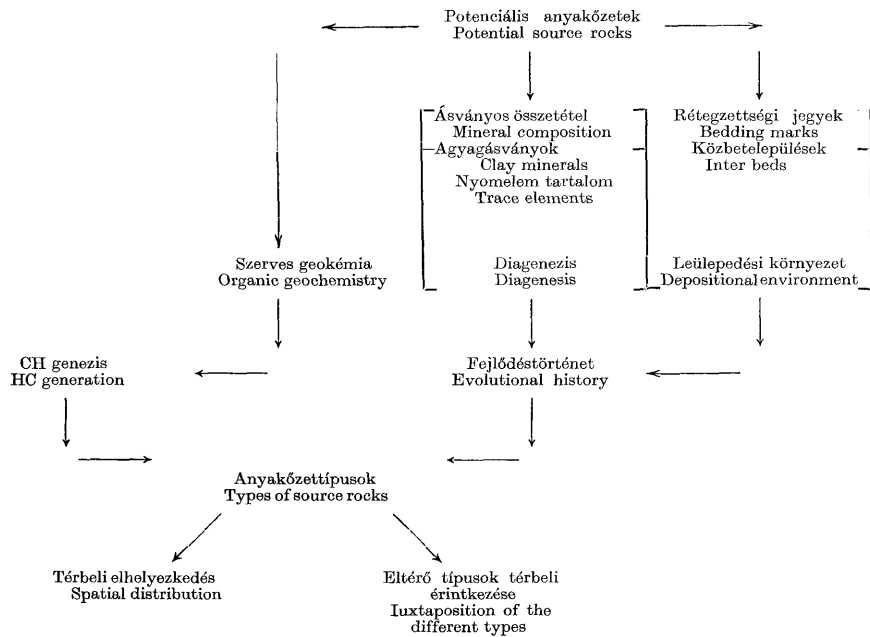 Potenciális anyakőzetek
Potential source rocks
Ásványos összetétel
Mineral composition
Agyagásványok
Clay minerals
Nyomelem tartalom
Trace elements
Rétegzettségi jegyek
Bedding marks
Közbetelepülések
Inter beds
Szerves geokémia
Organic geochemistry
Diagenezis
Diagenesis
Leülepedési környezet
Depositional environment
CH genezis
HC generation
Fejlődéstörténet
Evolutional history
Anyakőzettípusok
Types of source rocks
Térbeli elhelyezkedés
Spatial distribution
Eltérő típusok térbeli
érintkezése
Iuxtaposition of the
different types